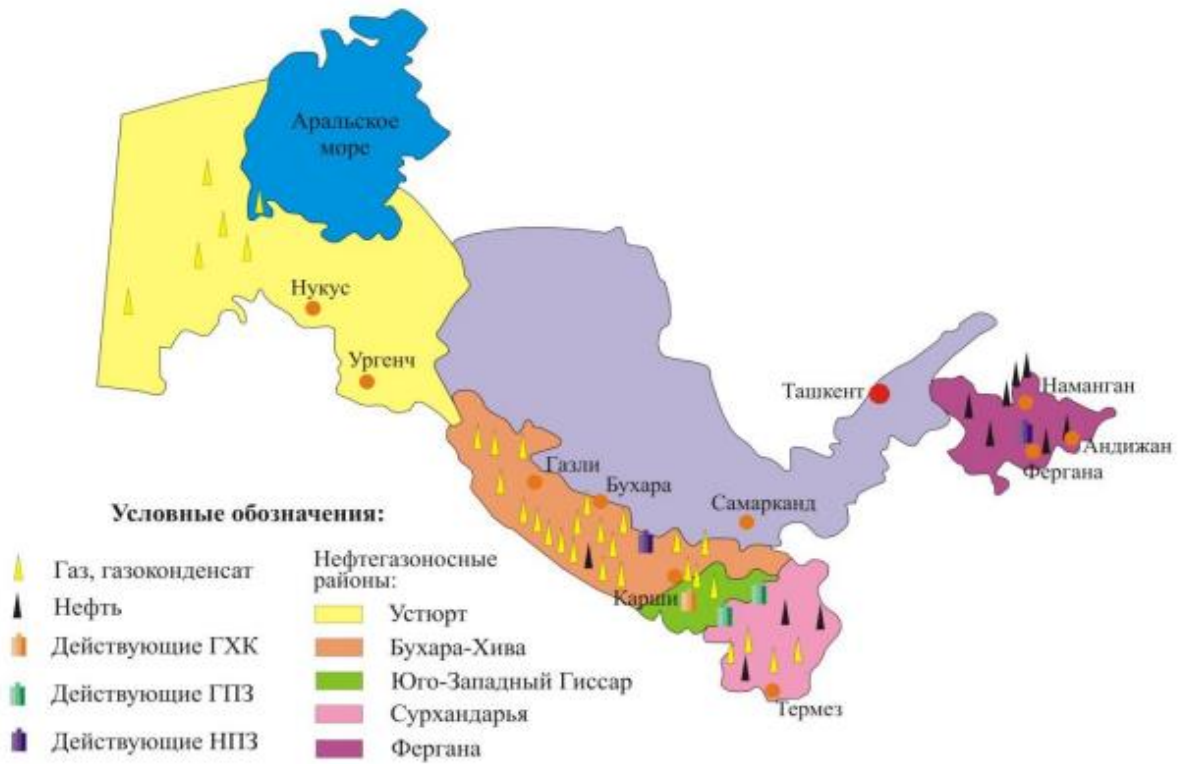 Аральское
море
Нукус
Ургенч
Ташкент
Наманган
Андижан
Фергана
Газли
Бухара
Самарканд
Карши
Термез
Условные обозначения:
Газ, газоконденсат
Нефть
Действующие ГХК
Действующие ГПЗ
Действующие НПЗ
Нефтегазоносные
районы:
Устюрт
Бухара-Хива
Юго-Западный Гиссар
Сурхандарья
Фергана